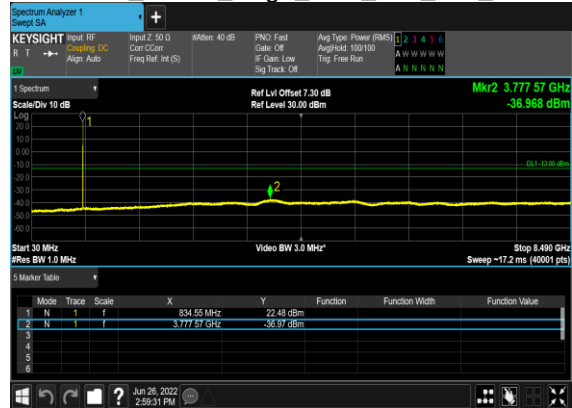 Spectrum Analyzer 1
Swept SA
+
KEYSIGHT Input: RF Input Z: 50 Ω #Atten: 40 dB PNO: Fast Avg Type: Power (RMS) 1 2 3 4 5 6
R T Coupling: DC Corr CCorr Gate: Off Avg|Hold: 100/100 A W W W W W
Align: Auto Freq Ref: Int (S) IF Gain: Low Trig: Free Run
Sig Track: Off A N N N N N
1 Spectrum Ref Lvl Offset 7.30 dB Mkr2 3.777 57 GHz
Scale/Div 10 dB Ref Level 30.00 dBm -36.968 dBm
Log
20.0
10.0
0.00
-10.0
-20.0
-30.0
-40.0
-50.0
-60.0
1
2
DL1 -13.00 dBm
Start 30 MHz Video BW 3.0 MHz* Stop 8.490 GHz
#Res BW 1.0 MHz Sweep ~17.2 ms (40001 pts)
5 Marker Table
Mode Trace Scale X Y Function Function Width Function Value
1 N 1 f 834.55 MHz 22.48 dBm
2 N 1 f 3.777 57 GHz -36.97 dBm
3
4
5
6
? Jun 26, 2022
2:59:31 PM